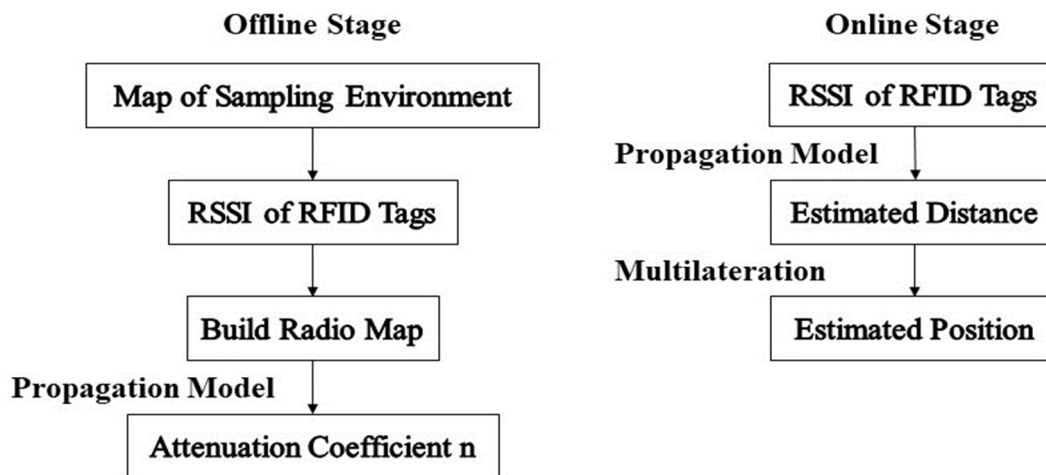 Offline Stage
Map of Sampling Environment
RSSI of RFID Tags
Build Radio Map
Propagation Model
Attenuation Coefficient n
Online Stage
RSSI of RFID Tags
Propagation Model
Estimated Distance
Multilateration
Estimated Position